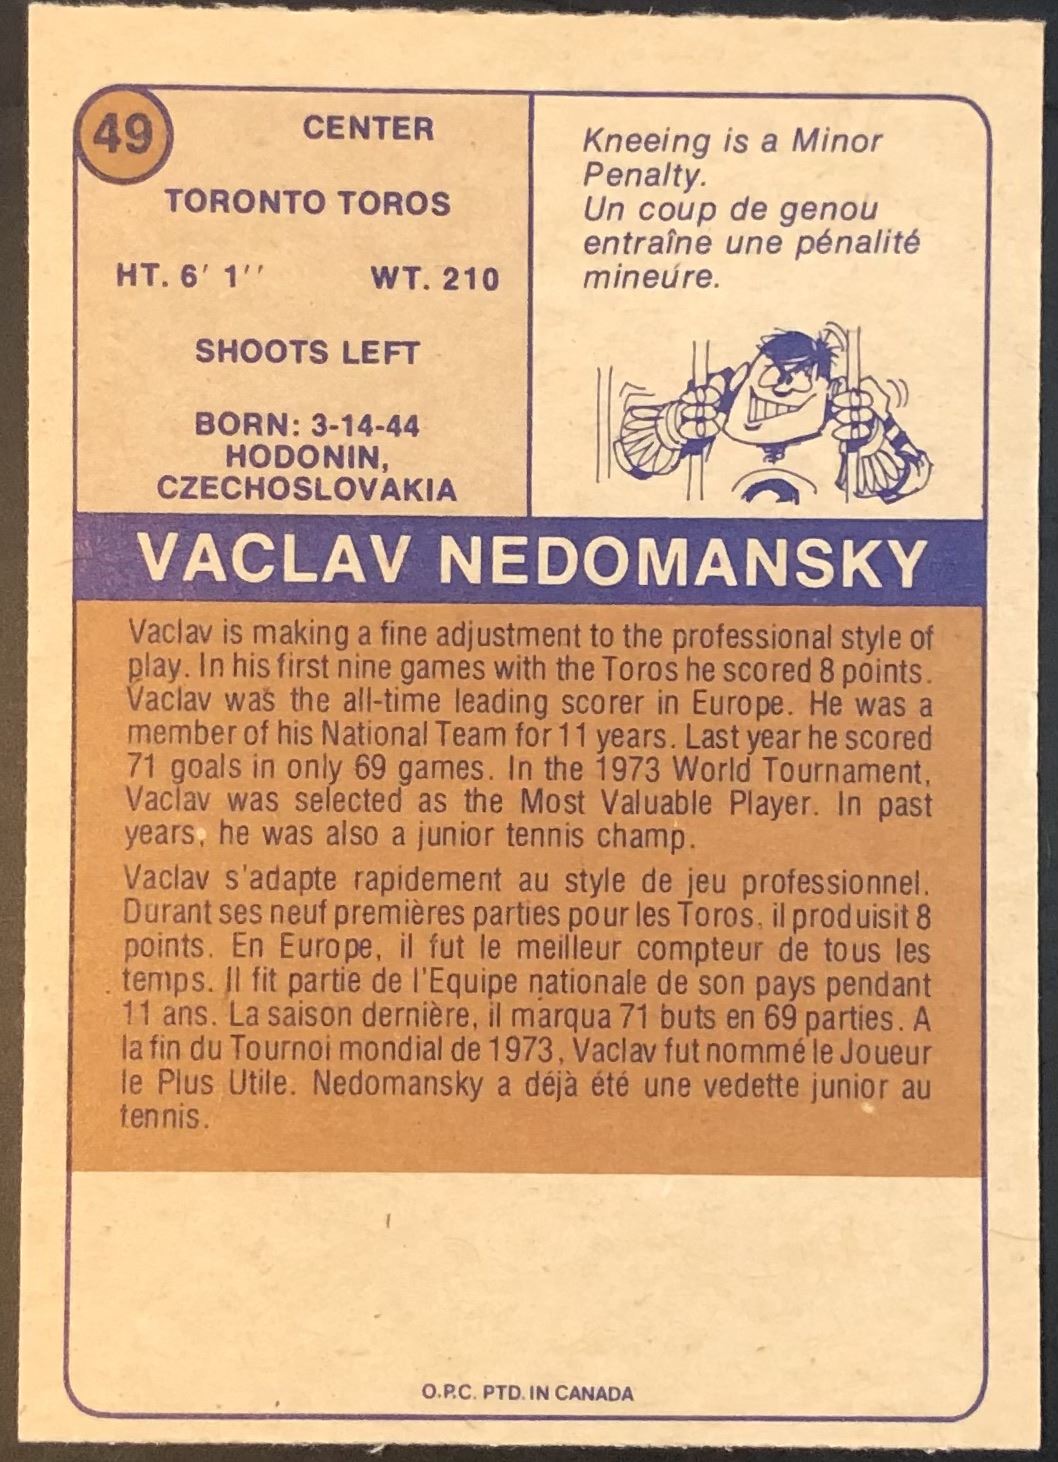 49
CENTER
TORONTO TOROS
HT. 6' 1'' WT. 210
SHOOTS LEFT
BORN: 3-14-44
HODONIN,
CZECHOSLOVAKIA
Kneeing is a Minor
Penalty.
Un coup de genou
entraîne une pénalité
mineure.
VACLAV NEDOMANSKY
Vaclav is making a fine adjustment to the professional style of
play. In his first nine games with the Toros he scored 8 points.
Vaclav was the all-time leading scorer in Europe. He was a
member of his National Team for 11 years. Last year he scored
71 goals in only 69 games. In the 1973 World Tournament,
Vaclav was selected as the Most Valuable Player. In past
years, he was also a junior tennis champ.
Vaclav s'adapte rapidement au style de jeu professionnel.
Durant ses neuf premières parties pour les Toros, il produisit 8
points. En Europe, il fut le meilleur compteur de tous les
temps. Il fit partie de l'Equipe nationale de son pays pendant
11 ans. La saison dernière, il marqua 71 buts en 69 parties. A
la fin du Tournoi mondial de 1973, Vaclav fut nommé le Joueur
le Plus Utile. Nedomansky a déjà été une vedette junior au
tennis.
O.P.C. PTD. IN CANADA